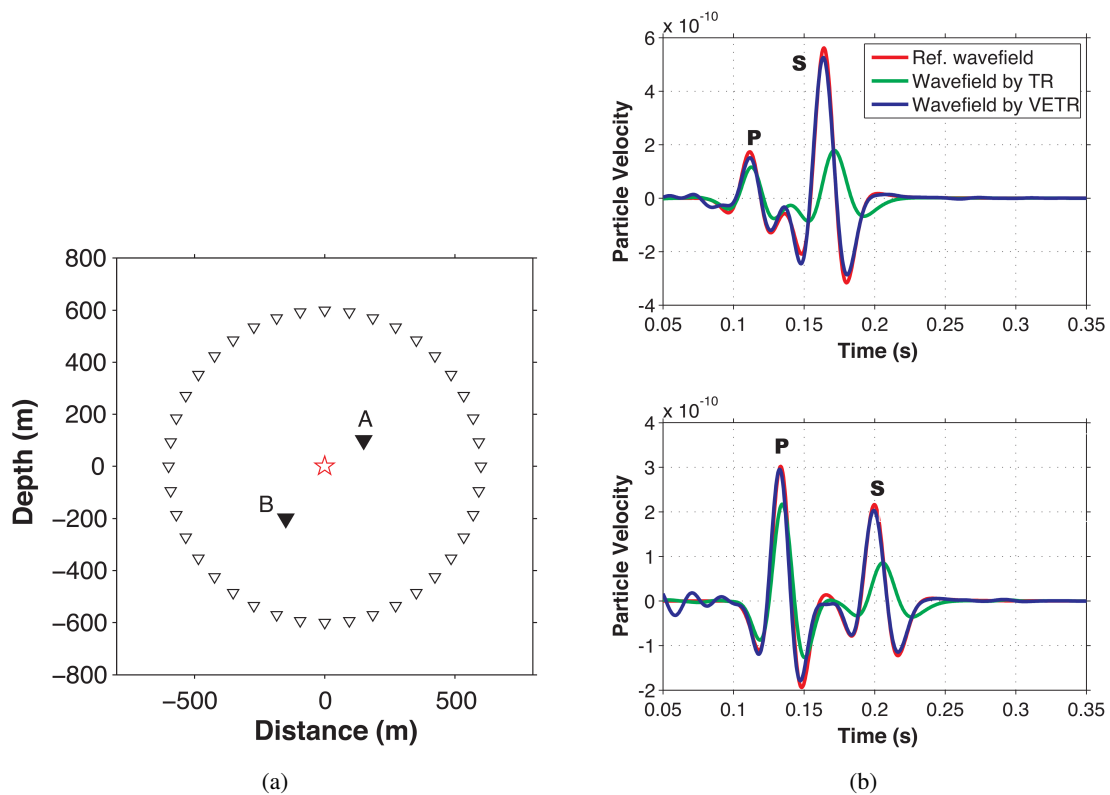 800
600
400
200
0
−200
−400
−600
−800
Depth (m)
A
B
−500 0 500
Distance (m)
(a)
x 10-10
6
4
2
0
-2
-4
Particle Velocity
P
S
Ref. wavefield
Wavefield by TR
Wavefield by VETR
0.05 0.1 0.15 0.2 0.25 0.3 0.35
Time (s)
x 10-10
4
3
2
1
0
-1
-2
Particle Velocity
P
S
0.05 0.1 0.15 0.2 0.25 0.3 0.35
Time (s)
(b)